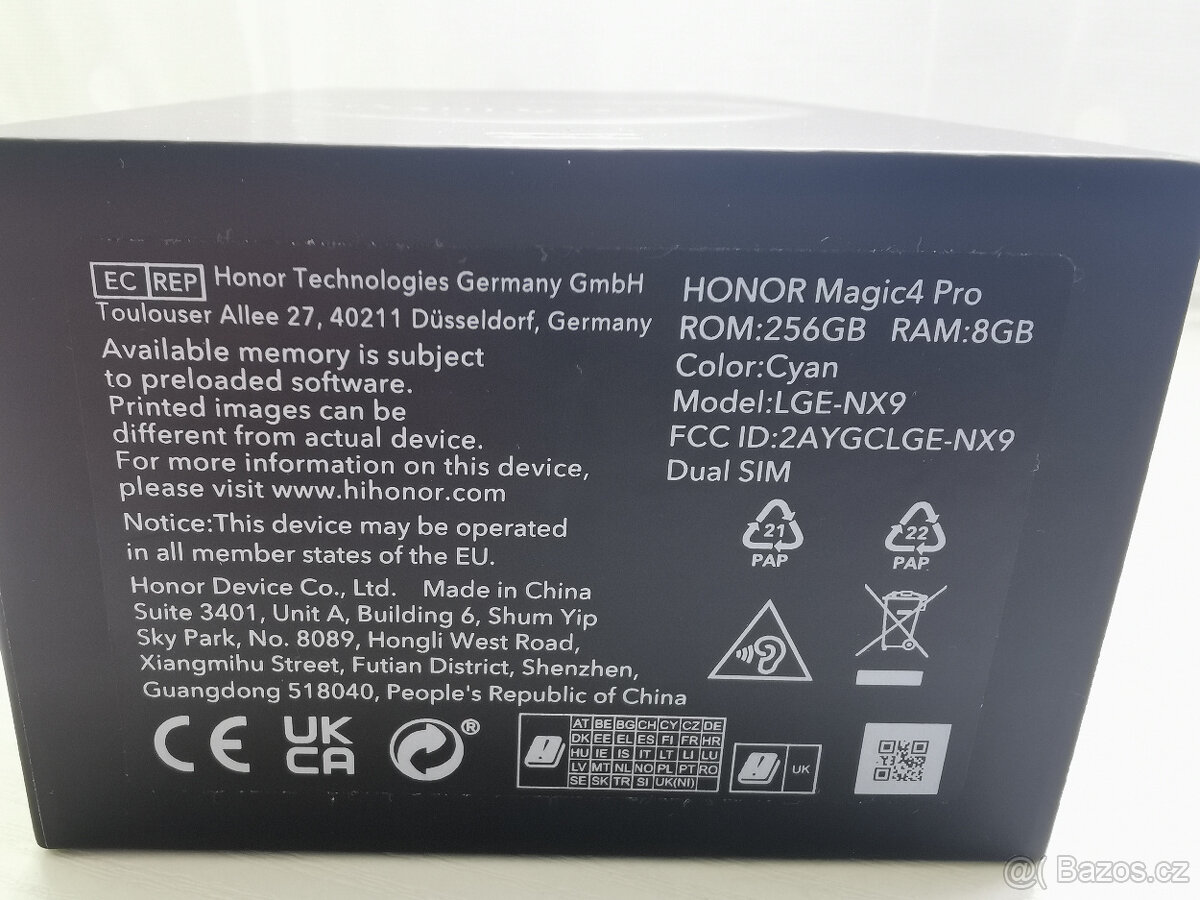 EC REP Honor Technologies Germany GmbH
Toulouser Allee 27, 40211 Düsseldorf, Germany
Available memory is subject
to preloaded software.
Printed images can be
different from actual device.
For more information on this device,
please visit www.hihonor.com
Notice:This device may be operated
in all member states of the EU.
Honor Device Co., Ltd. Made in China
Suite 3401, Unit A, Building 6, Shum Yip
Sky Park, No. 8089, Hongli West Road,
Xiangmihu Street, Futian District, Shenzhen,
Guangdong 518040, People's Republic of China
HONOR Magic4 Pro
ROM:256GB RAM:8GB
Color:Cyan
Model:LGE-NX9
FCC ID:2AYGCLGE-NX9
Dual SIM
21 22
PAP PAP
CE UK
CA
®
AT BE BG CH CY CZ DE
DK EE EL ES FI FR HR
HU IE IS IT LT LI LU
LV MT NL NO PL PT RO
SE SK TR SI UK(NI)
UK
@( Bazos.cz